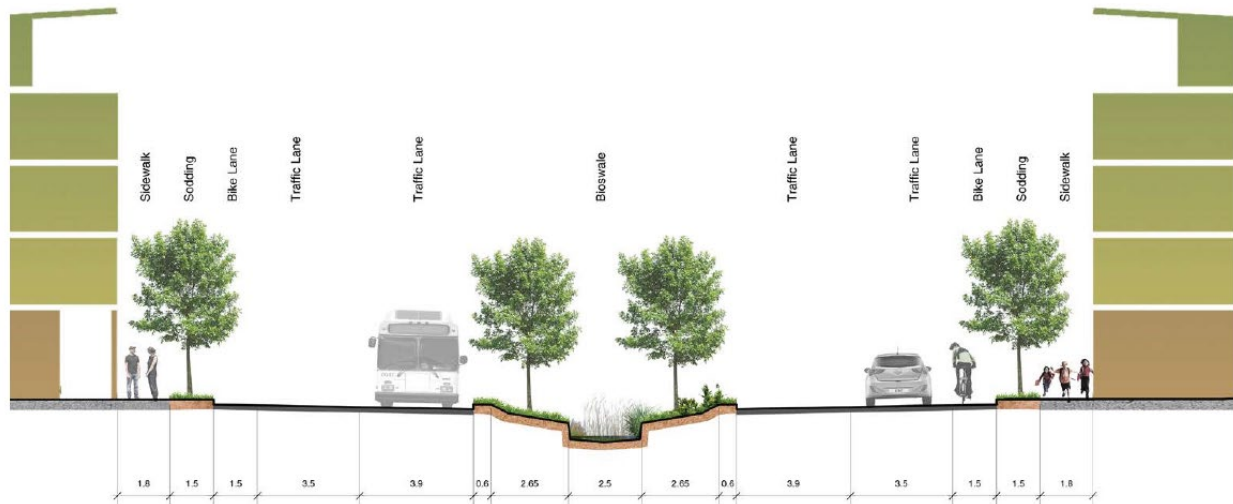 Sidewalk
Sodding
Bike Lane
Traffic Lane
Traffic Lane
Bioswale
Traffic Lane
Traffic Lane
Bike Lane
Sodding
Sidewalk
1.8 1.5 1.5 3.5 3.9 0.6 2.65 2.5 2.65 0.6 3.9 3.5 1.5 1.5 1.8